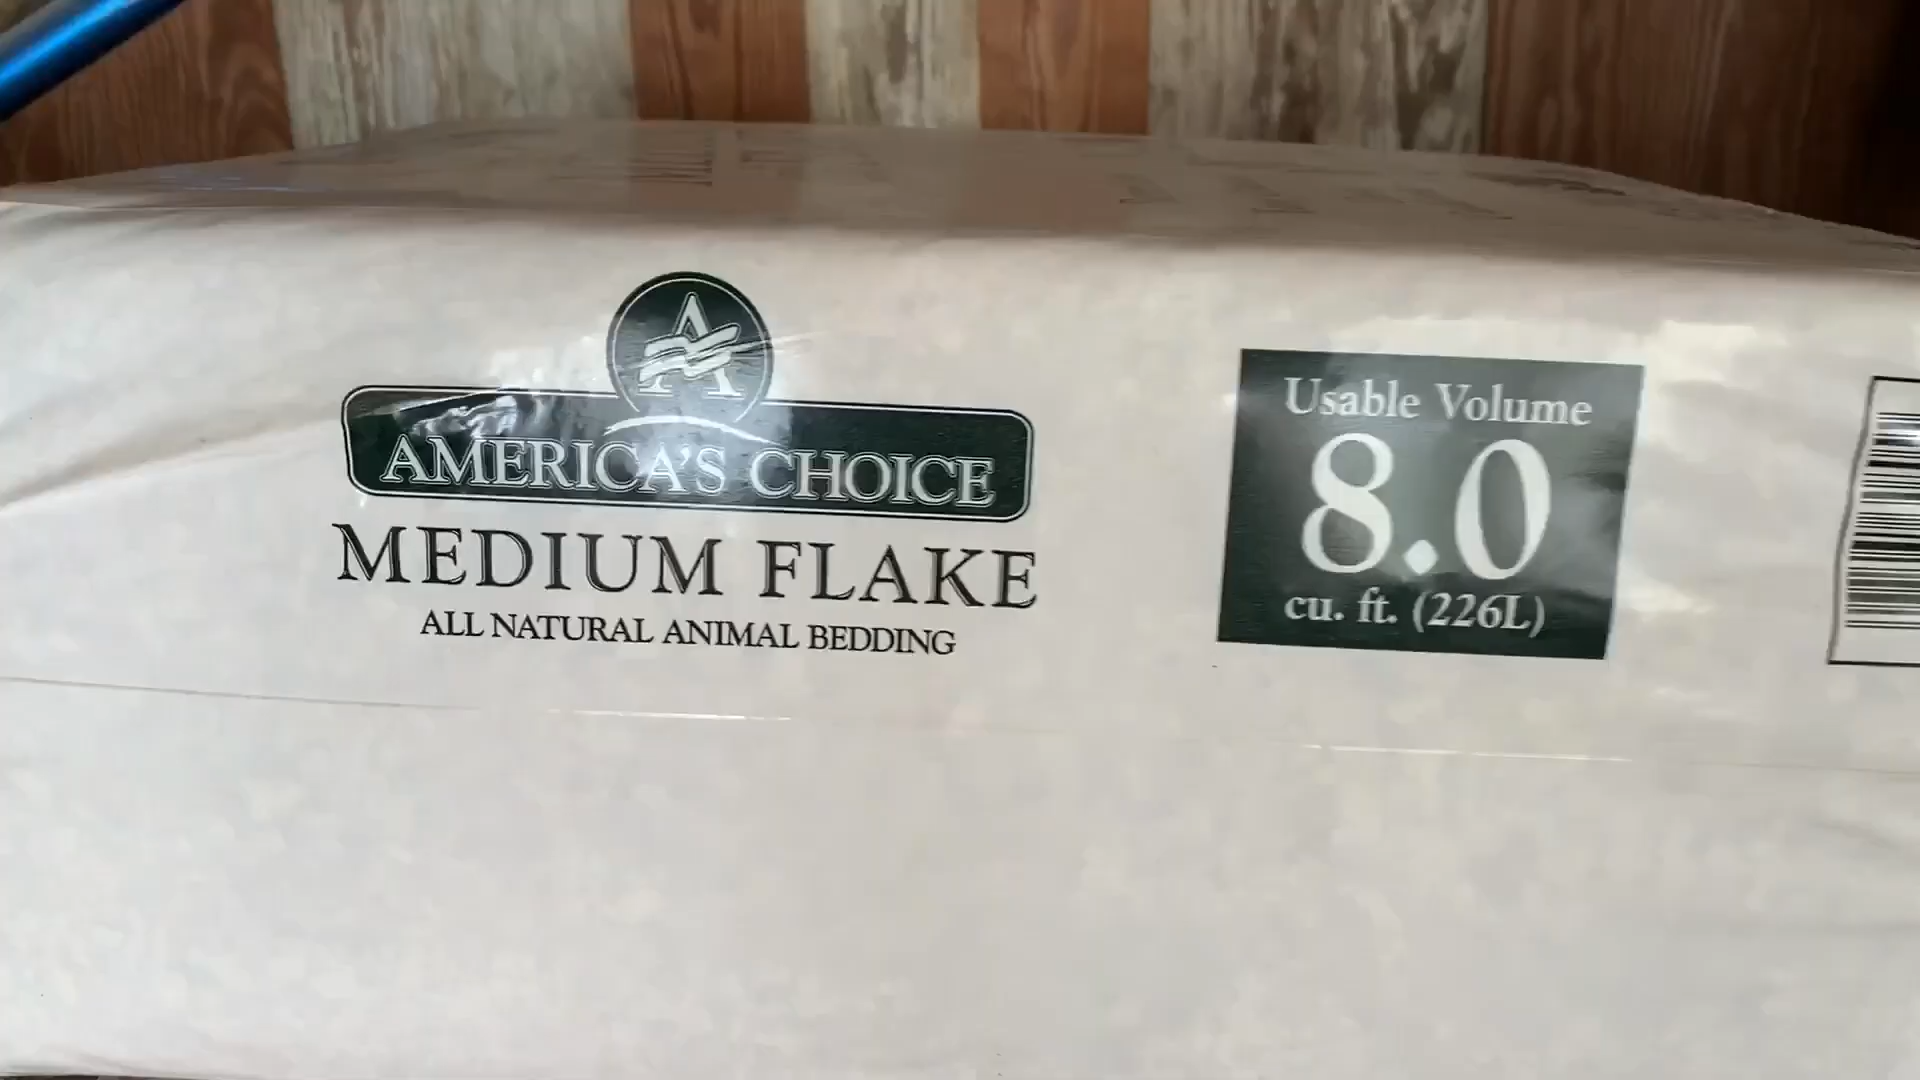 AMERICA'S CHOICE
MEDIUM FLAKE
ALL NATURAL ANIMAL BEDDING
Usable Volume
8.0
cu. ft. (226L)